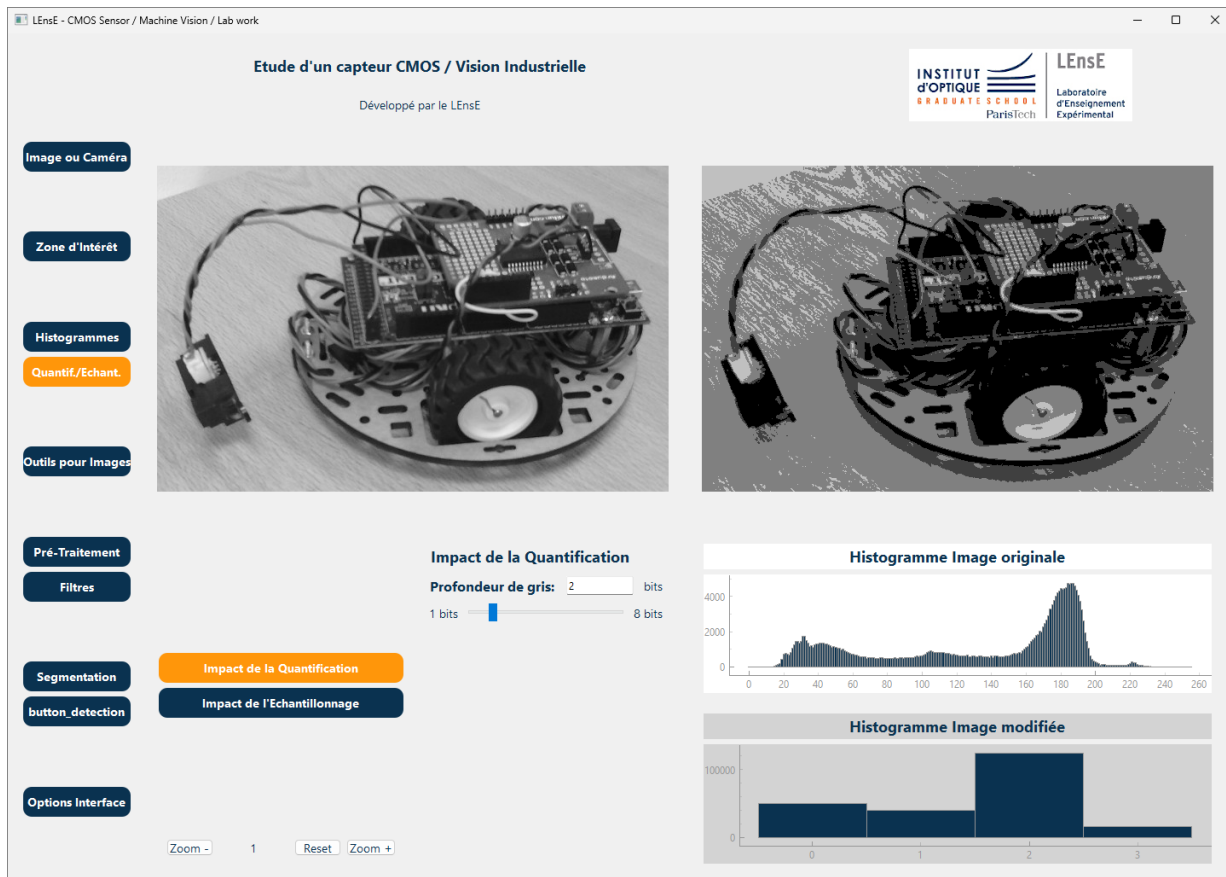 LEnsE - CMOS Sensor / Machine Vision / Lab work
Etude d'un capteur CMOS / Vision Industrielle
Développé par le LEnsE
INSTITUT
d'OPTIQUE
GRADUATE SCHOOL
ParisTech
LEnsE
Laboratoire
d'Enseignement
Expérimental
Image ou Caméra
Zone d'Intérêt
Histogrammes
Quantif./Echant.
Outils pour Images
Pré-Traitement
Filtres
Segmentation
button_detection
Options Interface
Impact de la Quantification
Impact de l'Echantillonnage
Zoom - 1 Reset Zoom +
Impact de la Quantification
Profondeur de gris: 2 bits
1 bits 8 bits
Histogramme Image originale
4000
2000
0
0 20 40 60 80 100 120 140 160 180 200 220 240 260
Histogramme Image modifiée
100000
0
0 1 2 3